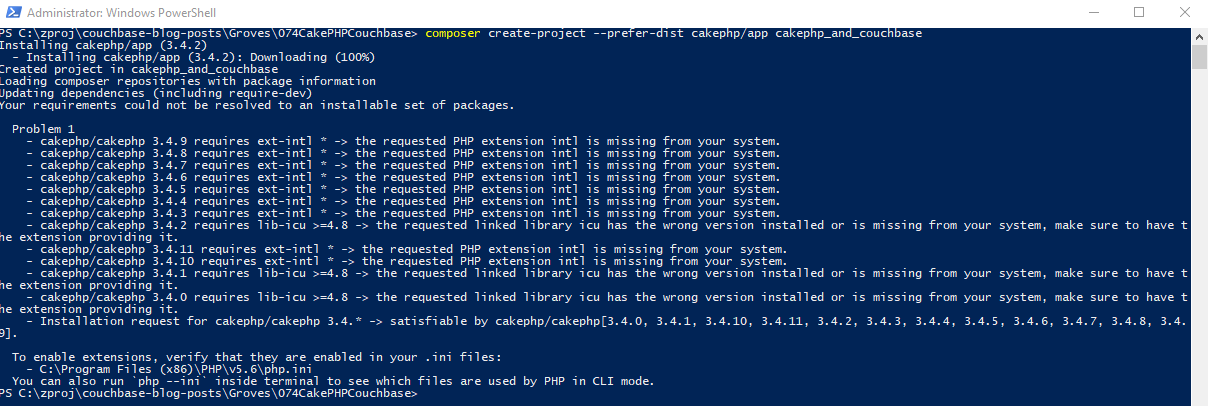 Administrator: Windows PowerShell
PS C:\zproj\couchbase-blog-posts\Groves\074CakePHPCouchbase> composer create-project --prefer-dist cakephp/app cakephp_and_couchbase
Installing cakephp/app (3.4.2)
  - Installing cakephp/app (3.4.2): Downloading (100%)
Created project in cakephp_and_couchbase
Loading composer repositories with package information
Updating dependencies (including require-dev)
Your requirements could not be resolved to an installable set of packages.

  Problem 1
    - cakephp/cakephp 3.4.9 requires ext-intl * -> the requested PHP extension intl is missing from your system.
    - cakephp/cakephp 3.4.8 requires ext-intl * -> the requested PHP extension intl is missing from your system.
    - cakephp/cakephp 3.4.7 requires ext-intl * -> the requested PHP extension intl is missing from your system.
    - cakephp/cakephp 3.4.6 requires ext-intl * -> the requested PHP extension intl is missing from your system.
    - cakephp/cakephp 3.4.5 requires ext-intl * -> the requested PHP extension intl is missing from your system.
    - cakephp/cakephp 3.4.4 requires ext-intl * -> the requested PHP extension intl is missing from your system.
    - cakephp/cakephp 3.4.3 requires ext-intl * -> the requested PHP extension intl is missing from your system.
    - cakephp/cakephp 3.4.2 requires lib-icu >=4.8 -> the requested linked library icu has the wrong version installed or is missing from your system, make sure to have t
he extension providing it.
    - cakephp/cakephp 3.4.11 requires ext-intl * -> the requested PHP extension intl is missing from your system.
    - cakephp/cakephp 3.4.10 requires ext-intl * -> the requested PHP extension intl is missing from your system.
    - cakephp/cakephp 3.4.1 requires lib-icu >=4.8 -> the requested linked library icu has the wrong version installed or is missing from your system, make sure to have t
he extension providing it.
    - cakephp/cakephp 3.4.0 requires lib-icu >=4.8 -> the requested linked library icu has the wrong version installed or is missing from your system, make sure to have t
he extension providing it.
    - Installation request for cakephp/cakephp 3.4.* -> satisfiable by cakephp/cakephp[3.4.0, 3.4.1, 3.4.10, 3.4.11, 3.4.2, 3.4.3, 3.4.4, 3.4.5, 3.4.6, 3.4.7, 3.4.8, 3.4.
9].

  To enable extensions, verify that they are enabled in your .ini files:
    - C:\Program Files (x86)\PHP\v5.6\php.ini
  You can also run `php --ini` inside terminal to see which files are used by PHP in CLI mode.
PS C:\zproj\couchbase-blog-posts\Groves\074CakePHPCouchbase>